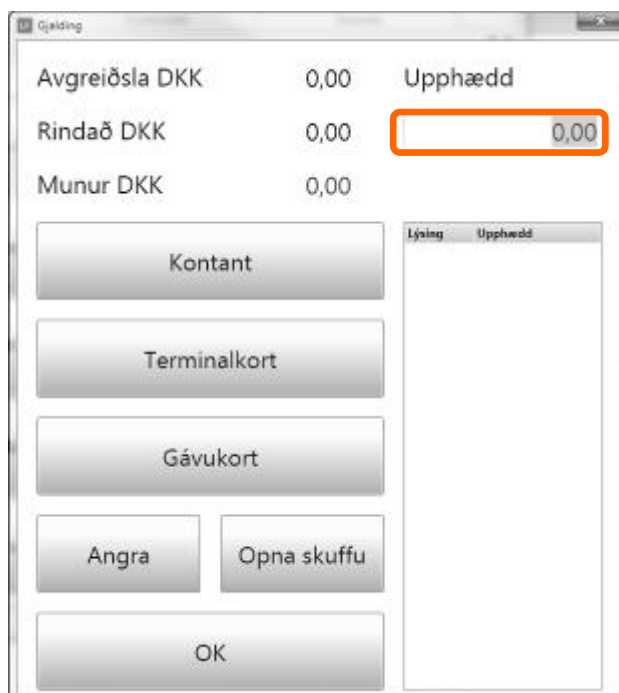 Gjalding
Avgreiðsla DKK 0,00 Upphædd
Rindað DKK 0,00 0,00
Munur DKK 0,00
Lýsing Upphædd
Kontant
Terminalkort
Gávukort
Angra Opna skuffu
OK